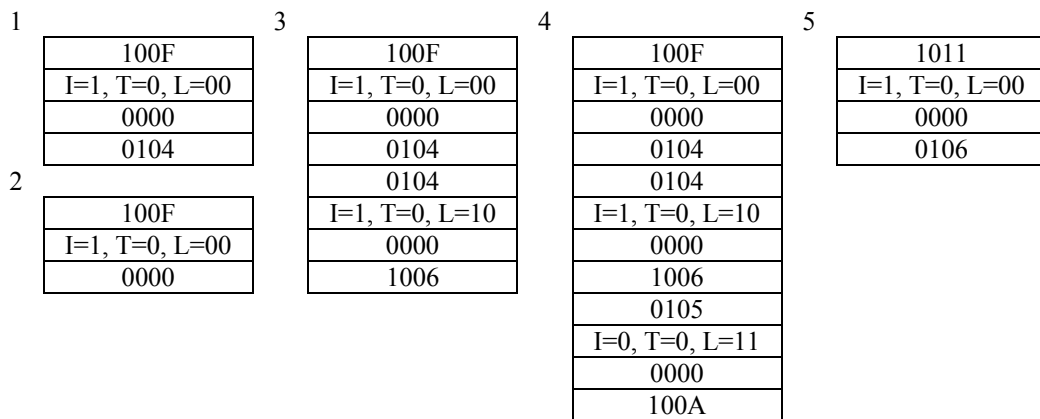 1
100F
I=1, T=0, L=00
0000
0104
2
100F
I=1, T=0, L=00
0000
3
100F
I=1, T=0, L=00
0000
0104
0104
I=1, T=0, L=10
0000
1006
4
100F
I=1, T=0, L=00
0000
0104
0104
I=1, T=0, L=10
0000
1006
0105
I=0, T=0, L=11
0000
100A
5
1011
I=1, T=0, L=00
0000
0106